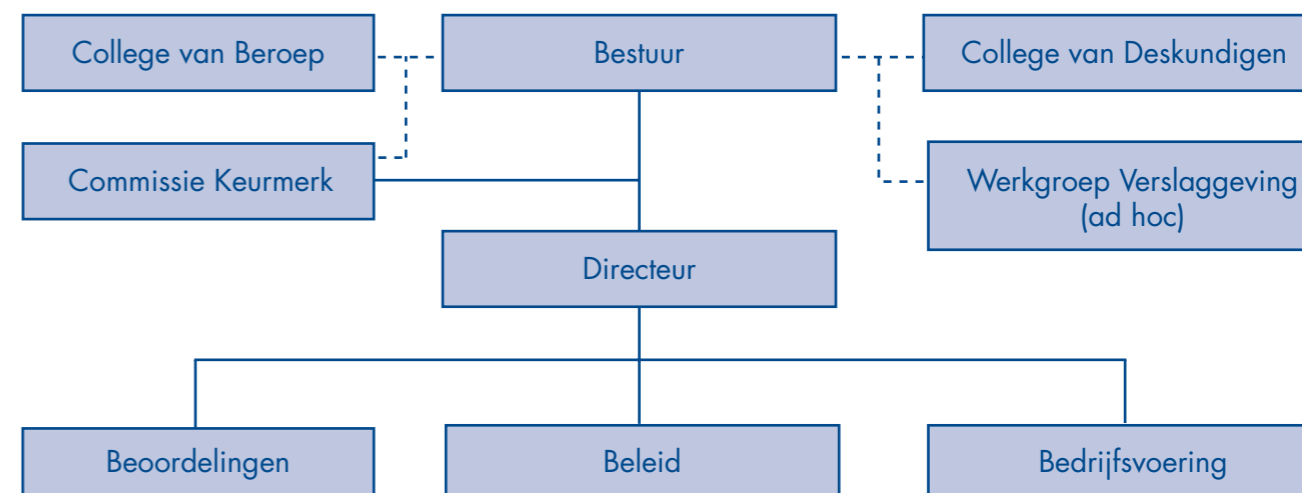 College van Beroep
Bestuur
College van Deskundigen
Commissie Keurmerk
Werkgroep Verslaggeving
(ad hoc)
Directeur
Beoordelingen
Beleid
Bedrijfsvoering